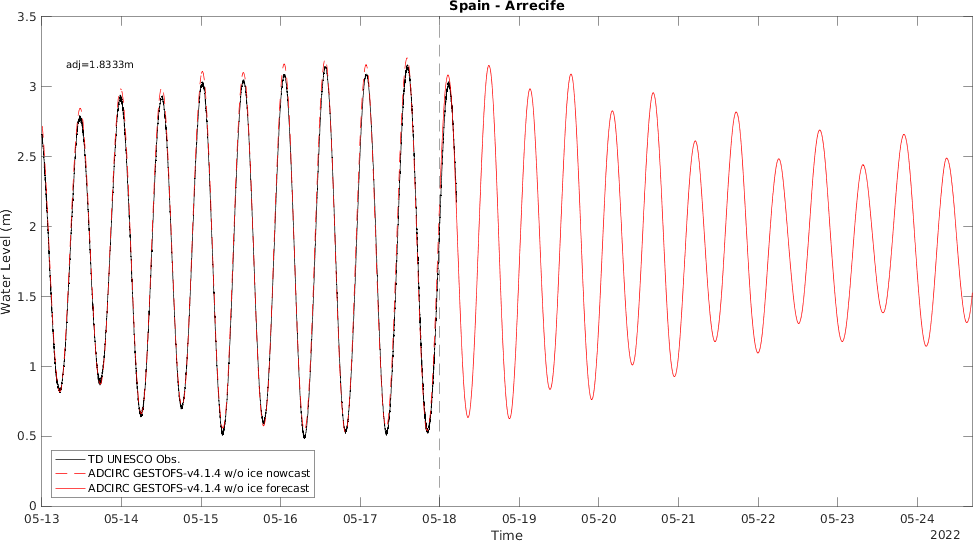 Spain - Arrecife
adj=1.8333m
Water Level (m)
3.5
3
2.5
2
1.5
1
0.5
0
TD UNESCO Obs.
ADCIRC GESTOFS-v4.1.4 w/o ice nowcast
ADCIRC GESTOFS-v4.1.4 w/o ice forecast
05-13 05-14 05-15 05-16 05-17 05-18 05-19 05-20 05-21 05-22 05-23 05-24
2022
Time